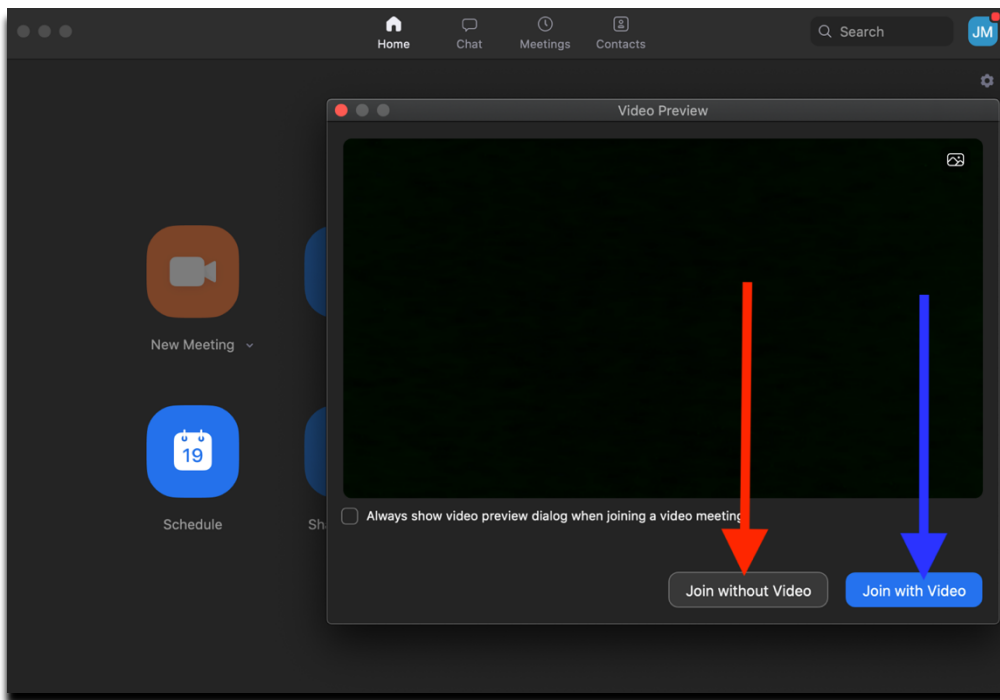 Home
Chat
Meetings
Contacts
Search
JM
Video Preview
New Meeting
19
Schedule
Always show video preview dialog when joining a video meeting
Join without Video
Join with Video